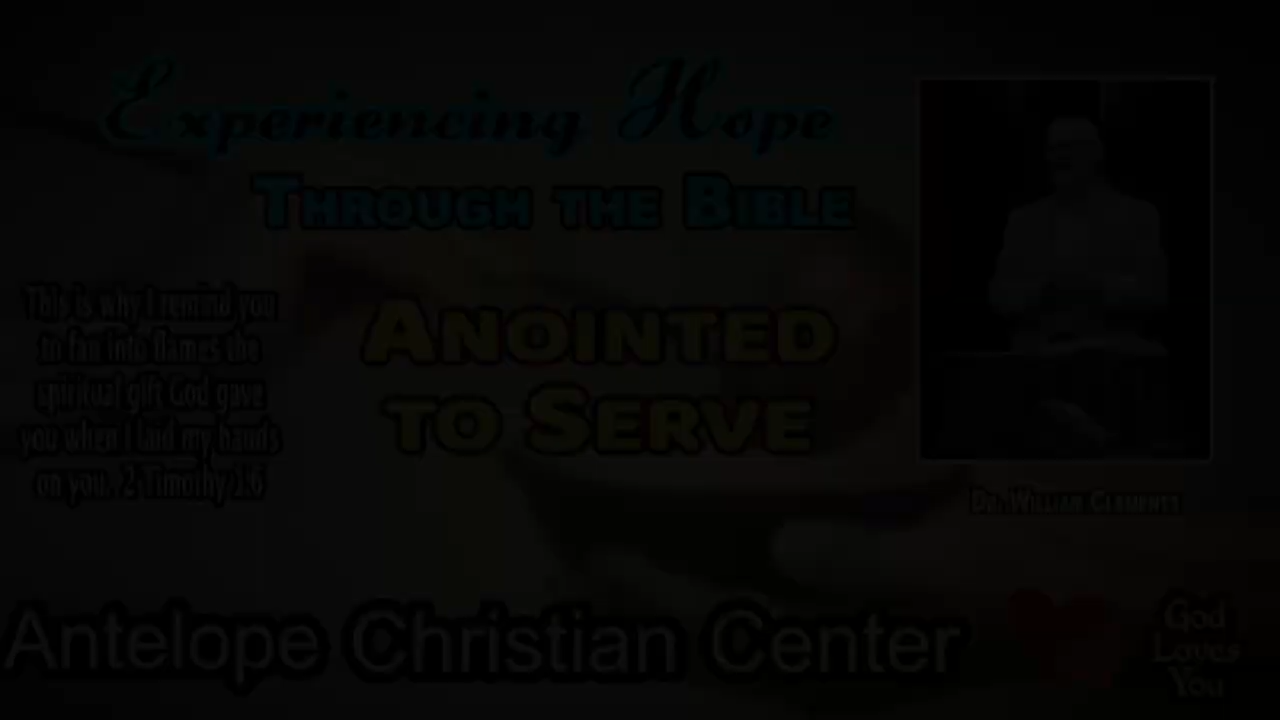 Experiencing Hope
Through the Bible
This is why I remind you
to fan into flames the
spiritual gift God gave
you when I laid my hands
on you. 2 Timothy 1:6
Anointed
to Serve
Dr. William Clements
Antelope Christian Center
God
Loves
You